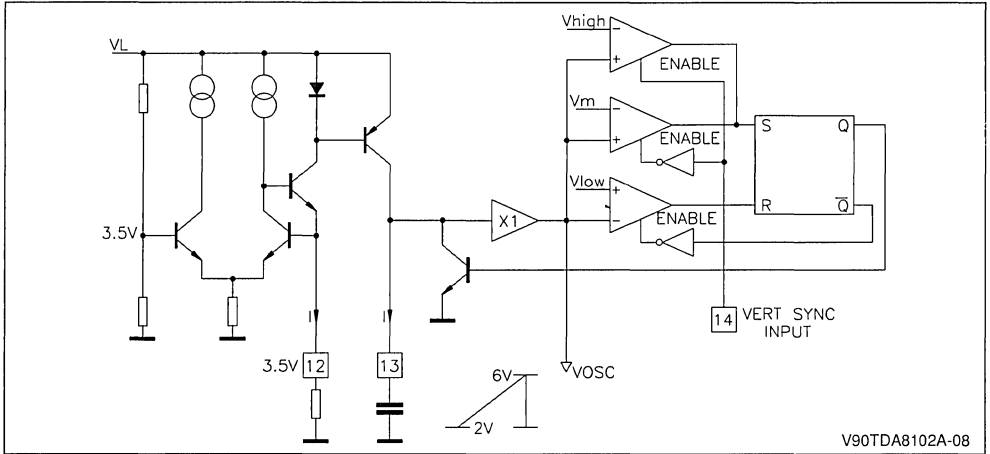 Vhigh
VL
ENABLE
Vm
S
Q
ENABLE
Vlow
R
Q̅
ENABLE
X1
3.5V
14
VERT SYNC
INPUT
I
I
3.5V
12
13
VOSC
6V
2V
V90TDA8102A-08